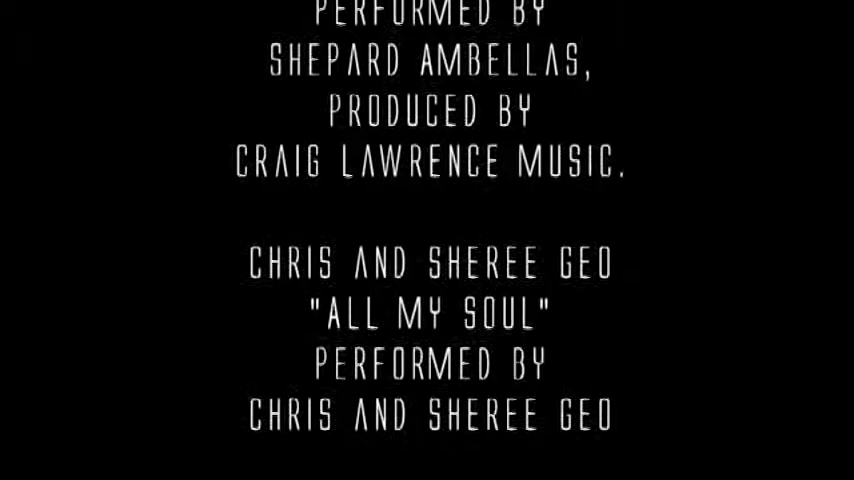 PERFORMED BY
SHEPARD AMBELLAS,
PRODUCED BY
CRAIG LAWRENCE MUSIC.
CHRIS AND SHEREE GEO
"ALL MY SOUL"
PERFORMED BY
CHRIS AND SHEREE GEO